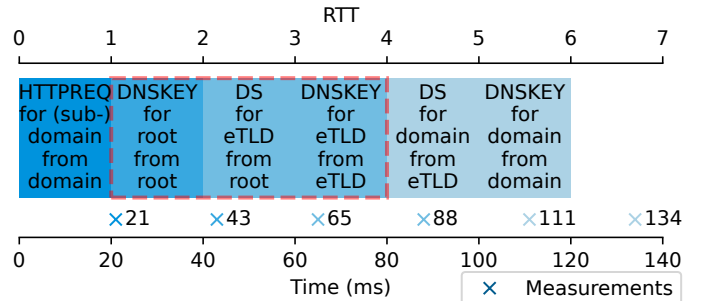 RTT
0 1 2 3 4 5 6 7
HTTPREQ for (sub-) domain from domain
DNSKEY for root from root
DS for eTLD from root
DNSKEY for eTLD from eTLD
DS for domain from eTLD
DNSKEY for domain from domain
21 43 65 88 111 134
0 20 40 60 80 100 120 140
Time (ms)
Measurements